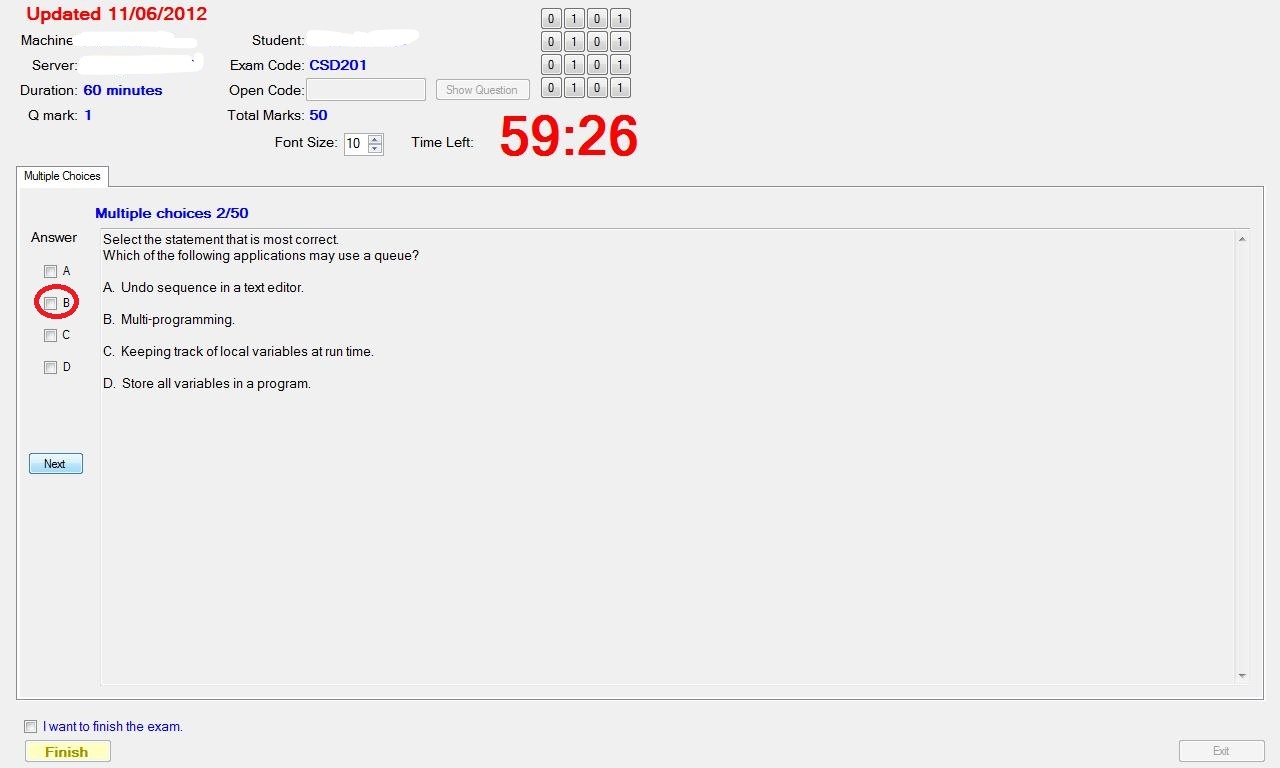 Updated 11/06/2012
Machine
Student:
Server:
Exam Code: CSD201
Duration: 60 minutes
Open Code:
Show Question
Q mark: 1
Total Marks: 50
0 1 0 1
0 1 0 1
0 1 0 1
0 1 0 1
Font Size: 10
Time Left: 59:26
Multiple Choices
Multiple choices 2/50
Answer
A
B
C
D
Select the statement that is most correct.
Which of the following applications may use a queue?
A. Undo sequence in a text editor.
B. Multi-programming.
C. Keeping track of local variables at run time.
D. Store all variables in a program.
Next
I want to finish the exam.
Finish
Exit